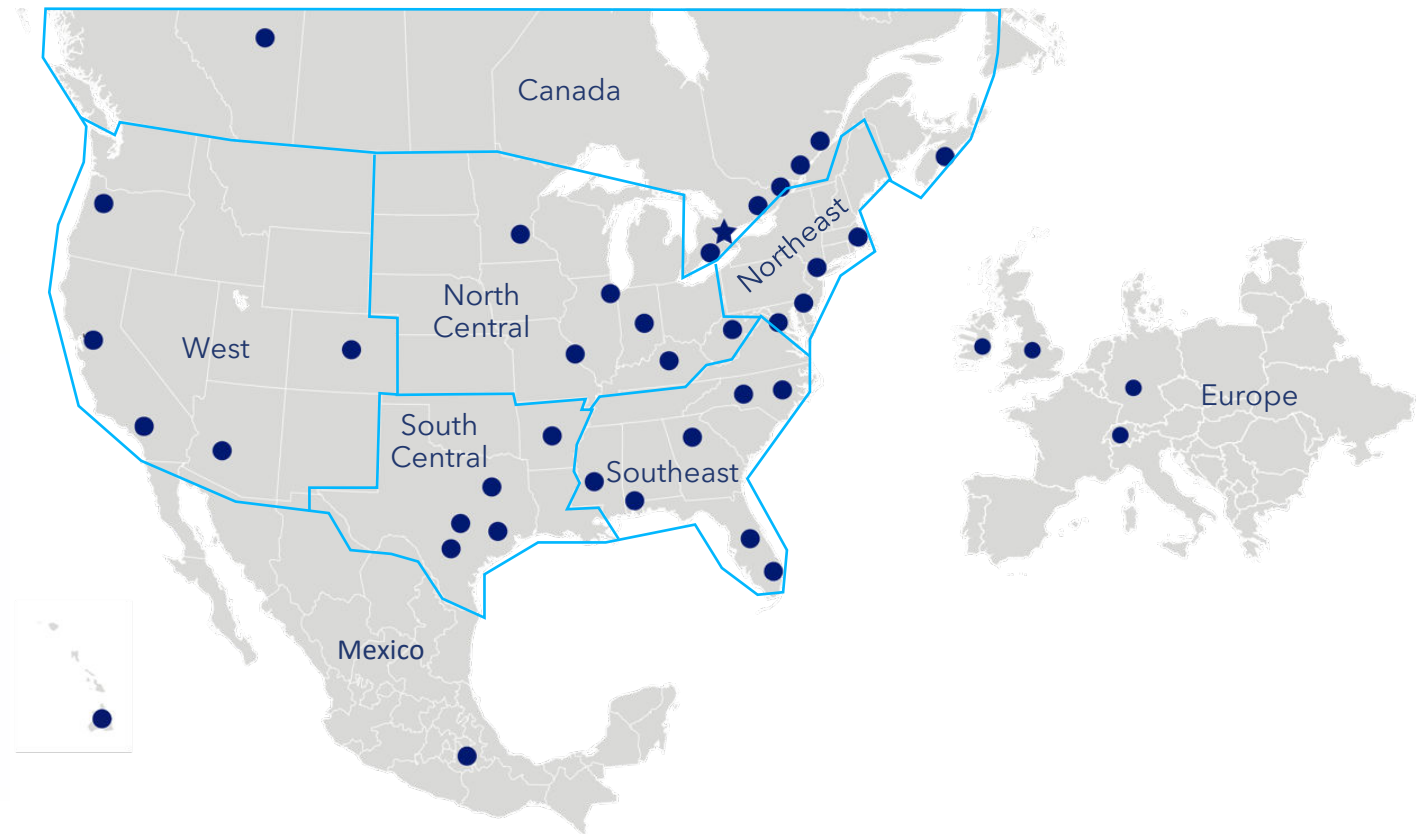 Canada
Northeast
North
Central
West
Europe
South
Central
Southeast
Mexico